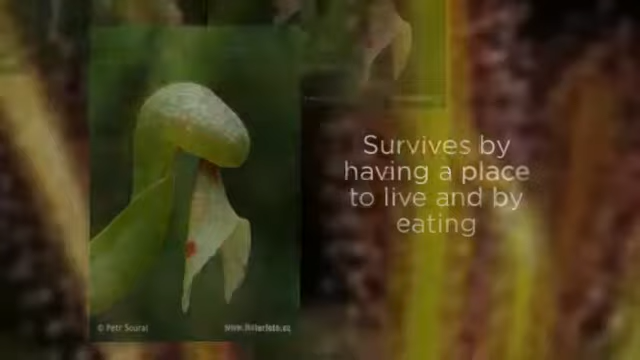 Survives by
having a place
to live and by
eating
© Petr Soural